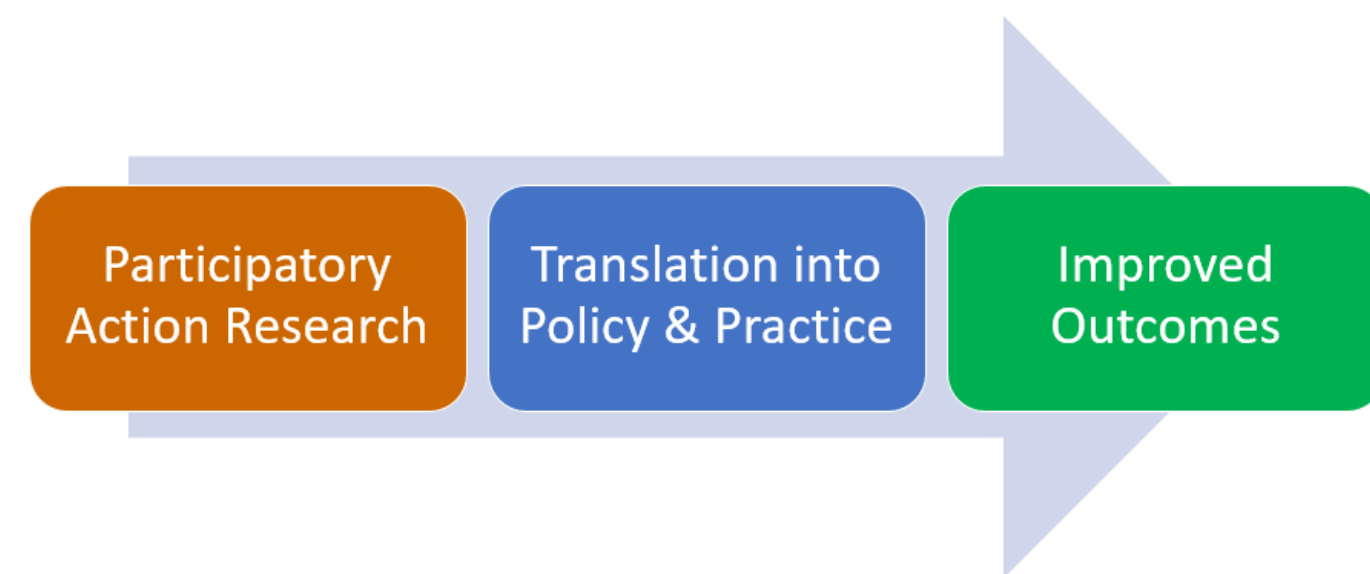 Participatory
Action Research
Translation into
Policy & Practice
Improved
Outcomes